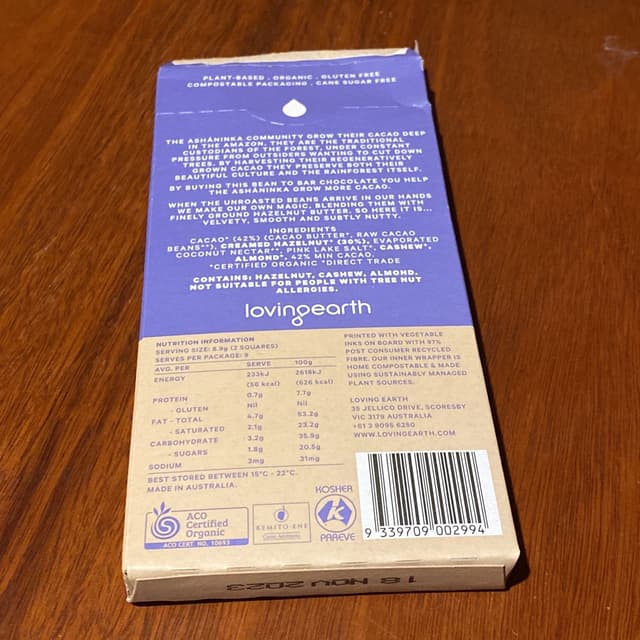 PLANT-BASED . ORGANIC . GLUTEN FREE
COMPOSTABLE PACKAGING . CANE SUGAR FREE
THE ASHÁNINKA COMMUNITY GROW THEIR CACAO DEEP
IN THE AMAZON. THEY ARE THE TRADITIONAL
CUSTODIANS OF THE FOREST, UNDER CONSTANT
PRESSURE FROM OUTSIDERS WANTING TO CUT DOWN
TREES. BY HARVESTING THEIR REGENERATIVELY
GROWN CACAO THEY PRESERVE BOTH THEIR
BEAUTIFUL CULTURE AND THE RAINFOREST ITSELF.
BY BUYING THIS BEAN TO BAR CHOCOLATE YOU HELP
THE ASHÁNINKA GROW MORE CACAO.
WHEN THE UNROASTED BEANS ARRIVE IN OUR HANDS
WE MAKE OUR OWN MAGIC, BLENDING THEM WITH
FINELY GROUND HAZELNUT BUTTER. SO HERE IT IS...
VELVETY, SMOOTH AND SUBTLY NUTTY.
INGREDIENTS
CACAO* (42%) (CACAO BUTTER*, RAW CACAO
BEANS**), CREAMED HAZELNUT* (30%), EVAPORATED
COCONUT NECTAR**, PINK LAKE SALT*, CASHEW*,
ALMOND*. 42% MIN CACAO.
*CERTIFIED ORGANIC *DIRECT TRADE
CONTAINS: HAZELNUT, CASHEW, ALMOND.
NOT SUITABLE FOR PEOPLE WITH TREE NUT
ALLERGIES.
lovingearth
NUTRITION INFORMATION
SERVING SIZE: 8.9g (2 SQUARES)
SERVES PER PACKAGE: 9
AVG. PER SERVE 100g
ENERGY 233kJ 2618kJ
(56 kcal) (626 kcal)
PROTEIN 0.7g 7.7g
- GLUTEN Nil Nil
FAT - TOTAL 4.7g 53.2g
- SATURATED 2.1g 23.2g
CARBOHYDRATE 3.2g 35.9g
- SUGARS 1.8g 20.5g
SODIUM 3mg 31mg
BEST STORED BETWEEN 15°C - 22°C.
MADE IN AUSTRALIA.
PRINTED WITH VEGETABLE
INKS ON BOARD WITH 97%
POST CONSUMER RECYCLED
FIBRE. OUR INNER WRAPPER IS
HOME COMPOSTABLE & MADE
USING SUSTAINABLY MANAGED
PLANT SOURCES.
LOVING EARTH
35 JELLICO DRIVE, SCORESBY
VIC 3179 AUSTRALIA
+61 3 9095 6250
WWW.LOVINGEARTH.COM
ACO
Certified
Organic
ACO CERT. NO. 10693
KEMITO ENE
KOSHER
K
PAREVE
9 339709 002994
18 NOV 2023